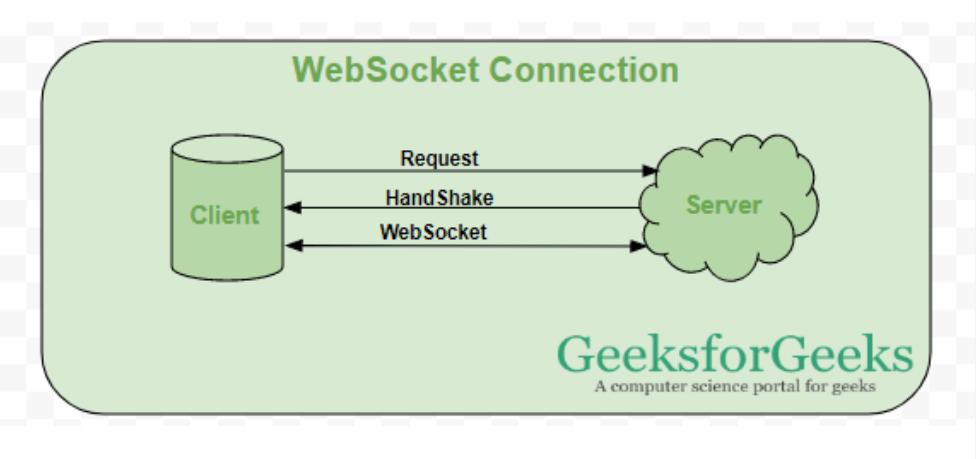 WebSocket Connection
Request
HandShake
WebSocket
Client
Server
GeeksforGeeks
A computer science portal for geeks